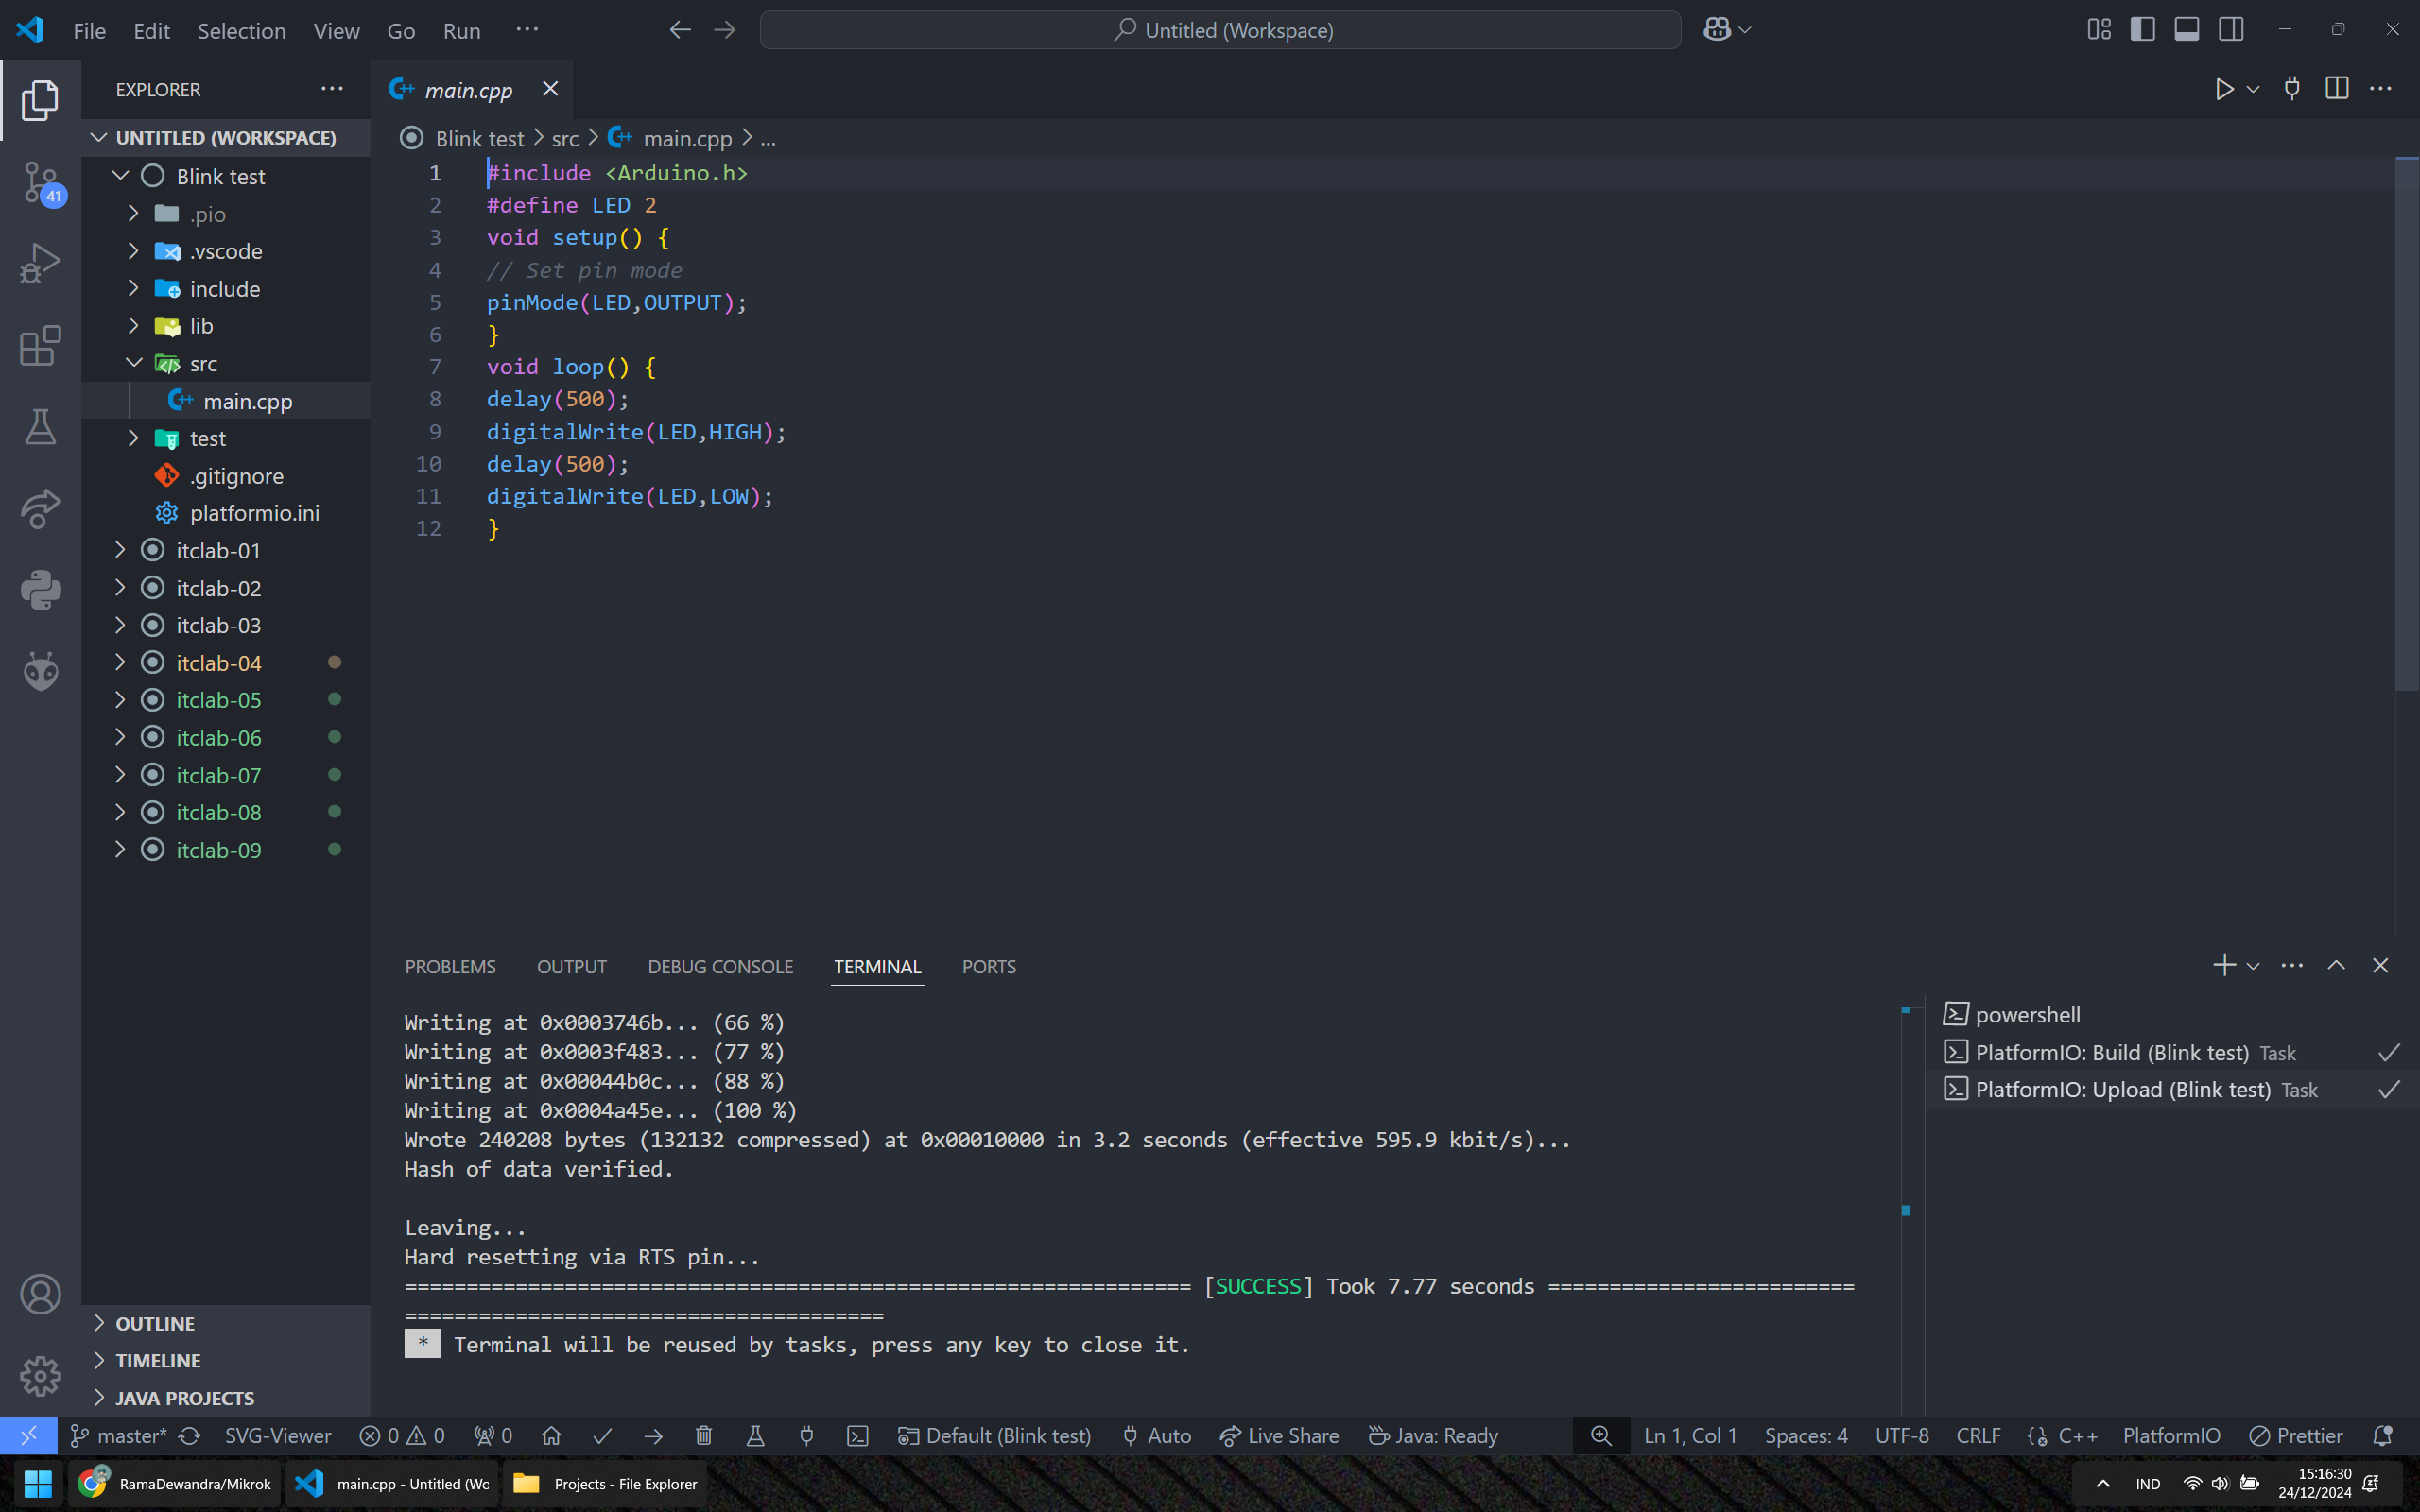 File Edit Selection View Go Run ··· Untitled (Workspace)
EXPLORER ···
main.cpp
UNTITLED (WORKSPACE)
Blink test > src > main.cpp > ...
Blink test
.pio
.vscode
include
lib
src
main.cpp
test
.gitignore
platformio.ini
itclab-01
itclab-02
itclab-03
itclab-04
itclab-05
itclab-06
itclab-07
itclab-08
itclab-09
41
OUTLINE
TIMELINE
JAVA PROJECTS
1 #include <Arduino.h>
2 #define LED 2
3 void setup() {
4 // Set pin mode
5 pinMode(LED,OUTPUT);
6 }
7 void loop() {
8 delay(500);
9 digitalWrite(LED,HIGH);
10 delay(500);
11 digitalWrite(LED,LOW);
12 }
PROBLEMS OUTPUT DEBUG CONSOLE TERMINAL PORTS
Writing at 0x0003746b... (66 %)
Writing at 0x0003f483... (77 %)
Writing at 0x00044b0c... (88 %)
Writing at 0x0004a45e... (100 %)
Wrote 240208 bytes (132132 compressed) at 0x00010000 in 3.2 seconds (effective 595.9 kbit/s)...
Hash of data verified.
Leaving...
Hard resetting via RTS pin...
================================================================ [SUCCESS] Took 7.77 seconds =========================
=======================================
* Terminal will be reused by tasks, press any key to close it.
powershell
PlatformIO: Build (Blink test) Task
PlatformIO: Upload (Blink test) Task
master* SVG-Viewer 0 0 0 Default (Blink test) Auto Live Share Java: Ready Ln 1, Col 1 Spaces: 4 UTF-8 CRLF C++ PlatformIO Prettier
RamaDewandra/Mikrok main.cpp - Untitled (Wc Projects - File Explorer IND 15:16:30
24/12/2024